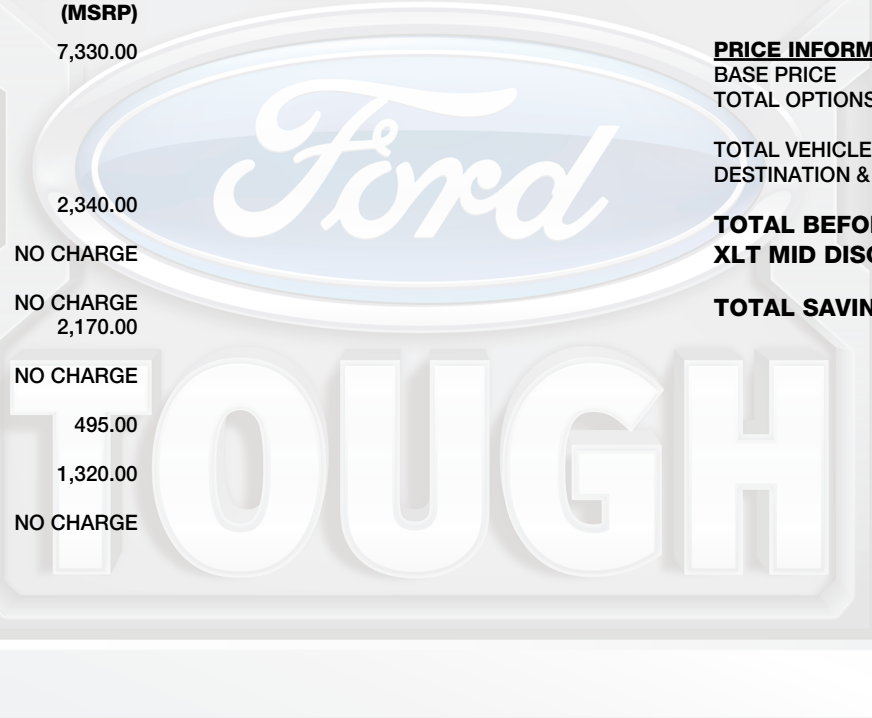 (MSRP)
7,330.00
2,340.00
NO CHARGE
NO CHARGE
2,170.00
NO CHARGE
495.00
1,320.00
NO CHARGE
PRICE INFORM
BASE PRICE
TOTAL OPTIONS
TOTAL VEHICLE
DESTINATION &
TOTAL BEFO
XLT MID DISC
TOTAL SAVIN
Ford
TOUGH